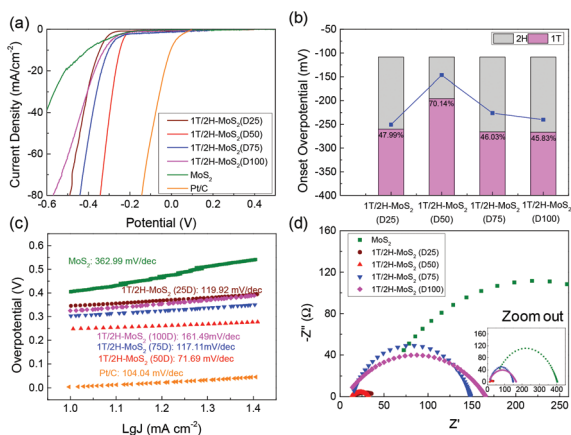 (a)
Current Density (mA/cm⁻²)
0
-20
-40
-60
-80
-0.6
-0.4
-0.2
0.0
0.2
0.4
Potential (V)
1T/2H-MoS₂(D25)
1T/2H-MoS₂(D50)
1T/2H-MoS₂(D75)
1T/2H-MoS₂(D100)
MoS₂
Pt/C
(b)
Onset Overpotential (mV)
-50
-100
-150
-200
-250
-300
-350
-400
2H
1T
47.99%
70.14%
46.03%
45.83%
1T/2H-MoS₂
(D25)
1T/2H-MoS₂
(D50)
1T/2H-MoS₂
(D75)
1T/2H-MoS₂
(D100)
(c)
Overpotential (V)
0.6
0.5
0.4
0.3
0.2
0.1
0.0
MoS₂: 362.99 mV/dec
1T/2H-MoS₂ (25D): 119.92 mV/dec
1T/2H-MoS₂ (100D): 161.49mV/dec
1T/2H-MoS₂ (75D): 117.11mV/dec
1T/2H-MoS₂ (50D): 71.69 mV/dec
Pt/C: 104.04 mV/dec
1.0
1.1
1.2
1.3
1.4
LgJ (mA cm⁻²)
(d)
-Z" (Ω)
160
120
80
40
0
MoS₂
1T/2H-MoS₂ (D25)
1T/2H-MoS₂ (D50)
1T/2H-MoS₂ (D75)
1T/2H-MoS₂ (D100)
Zoom out
120
80
40
0
0 100 200 300 400
0
50
100
150
200
250
Z'